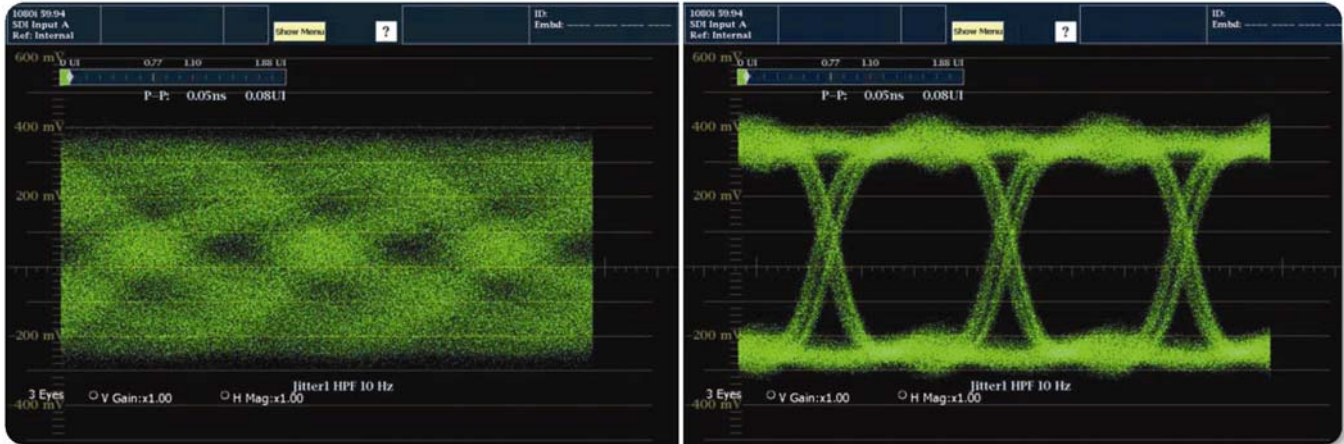 1080i 59.94
SDI Input A
Ref: Internal
Show Menu
?
ID:
Embd: ---- ---- ---- ----
600 mV
0 UI 0.77 1.10 1.88 UI
P-P: 0.05ns 0.08UI
400 mV
200 mV
-200 mV
Jitter1 HPF 10 Hz
3 Eyes
V Gain:x1.00
H Mag:x1.00
-400 mV
1080i 59.94
SDI Input A
Ref: Internal
Show Menu
?
ID:
Embd: ---- ---- ---- ----
600 mV
0 UI 0.77 1.10 1.88 UI
P-P: 0.05ns 0.08UI
400 mV
200 mV
-200 mV
Jitter1 HPF 10 Hz
3 Eyes
V Gain:x1.00
H Mag:x1.00
-400 mV